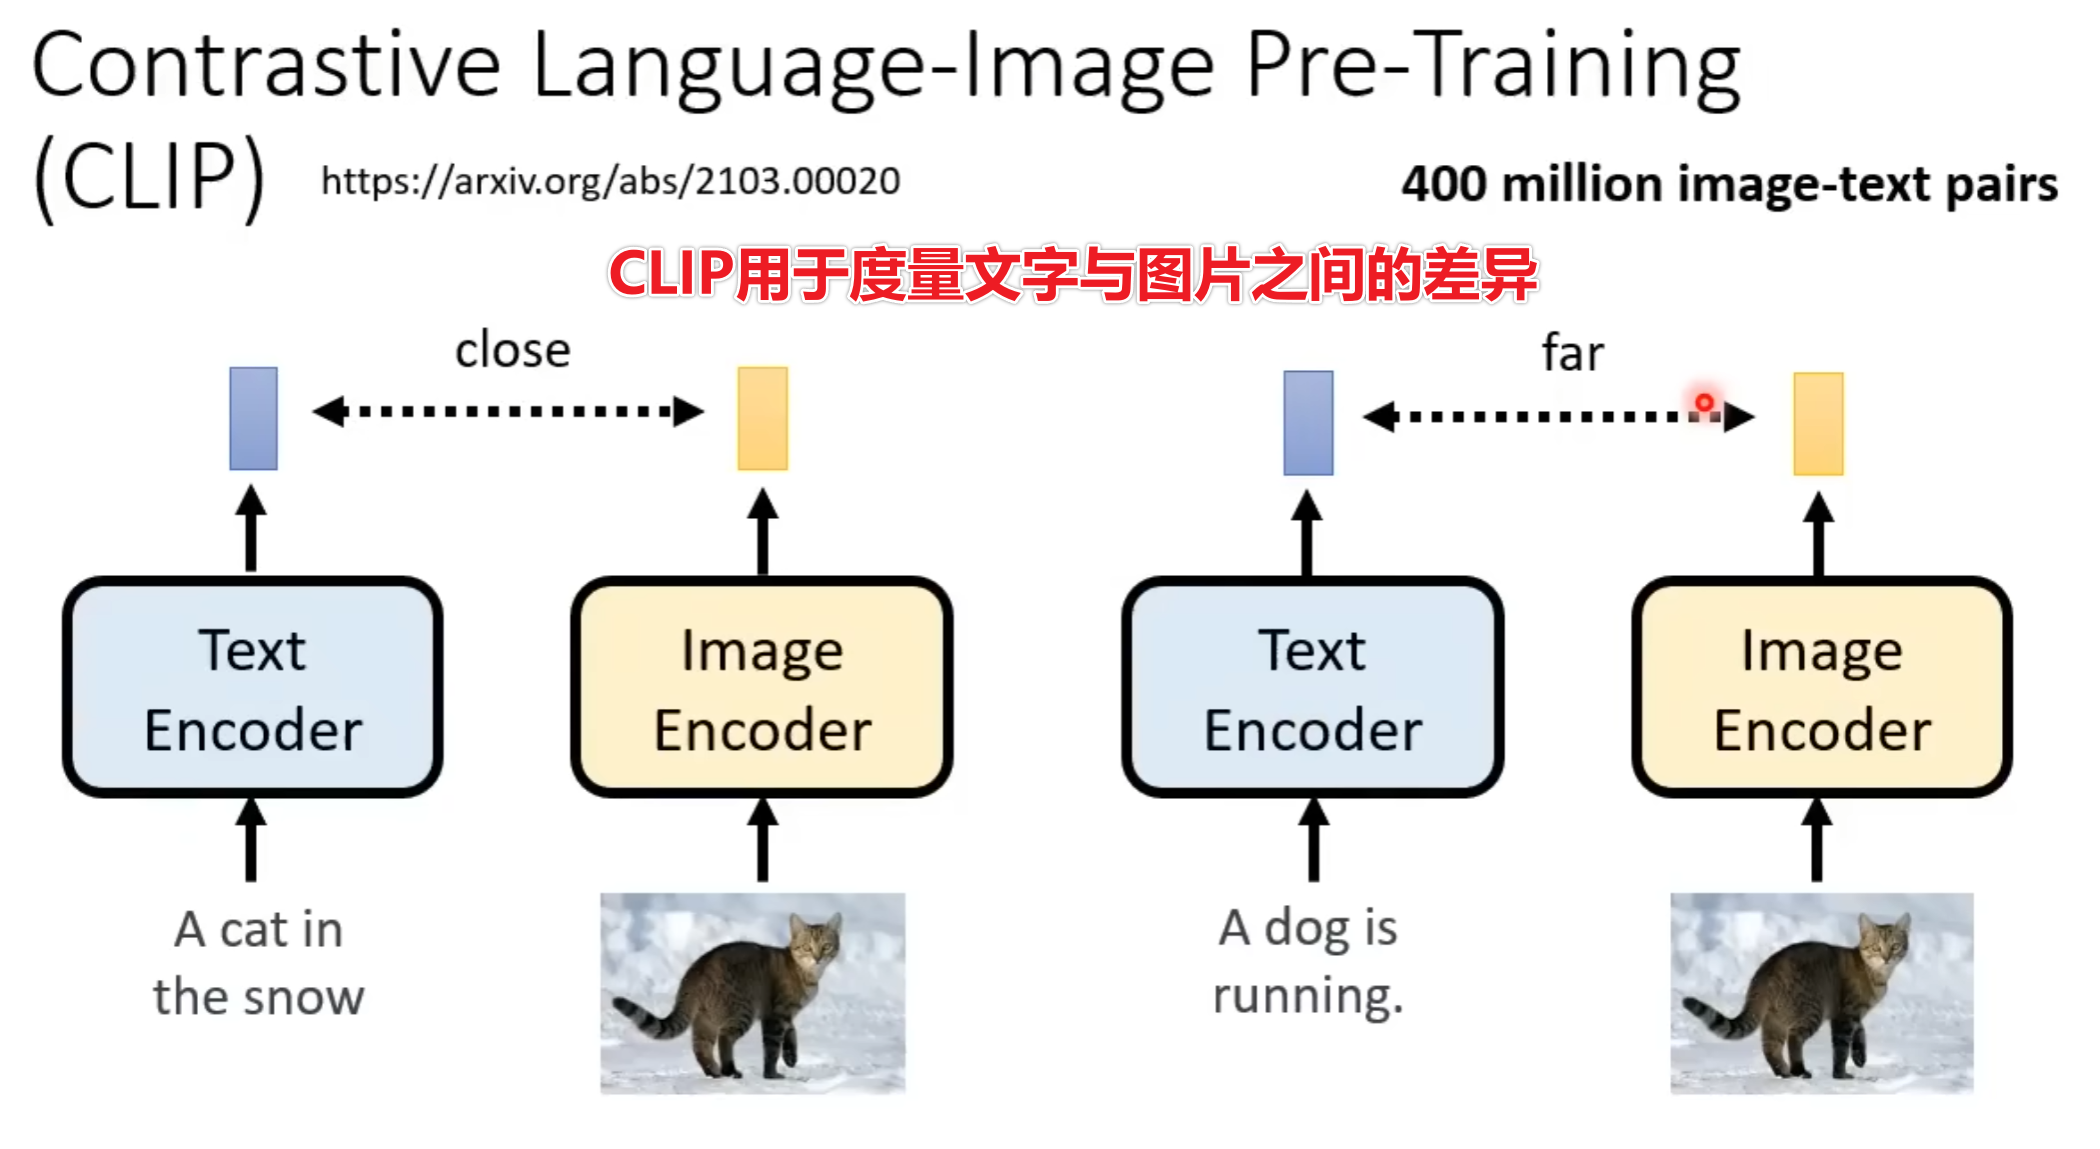 Contrastive Language-Image Pre-Training
(CLIP) https://arxiv.org/abs/2103.00020 400 million image-text pairs
CLIP用于度量文字与图片之间的差异
close
far
Text
Encoder
Image
Encoder
Text
Encoder
Image
Encoder
A cat in
the snow
A dog is
running.